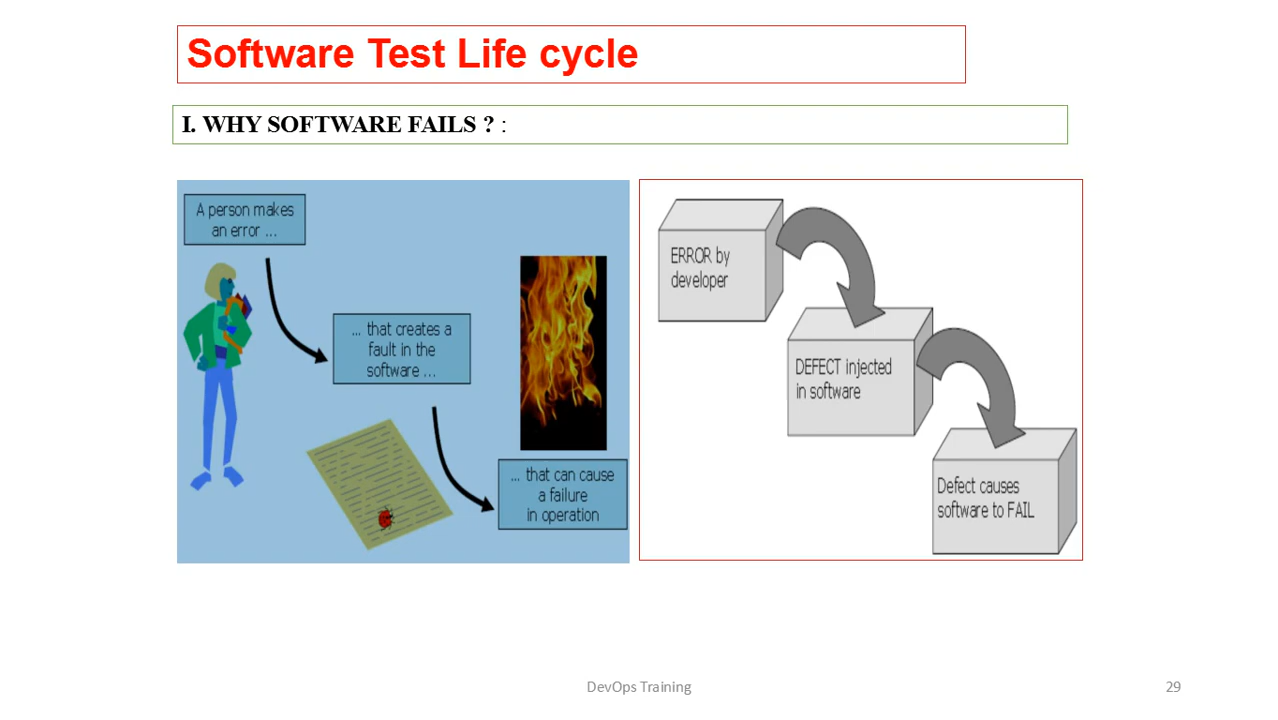 Software Test Life cycle
I. WHY SOFTWARE FAILS ? :
A person makes
an error ...
... that creates a
fault in the
software ...
... that can cause
a failure
in operation
ERROR by
developer
DEFECT injected
in software
Defect causes
software to FAIL
DevOps Training
29